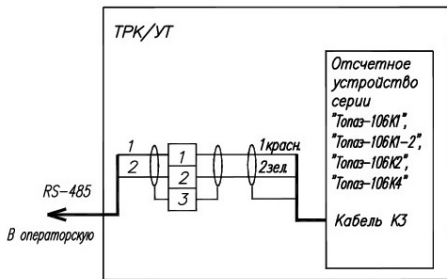 ТРК/УТ
Отсчетное
устройство
серии
"Топаз-106К1",
"Топаз-106К1-2",
"Топаз-106К2",
"Топаз-106К4"
Кабель К3
1
2
1
2
3
1красн.
2зел.
RS-485
В операторскую